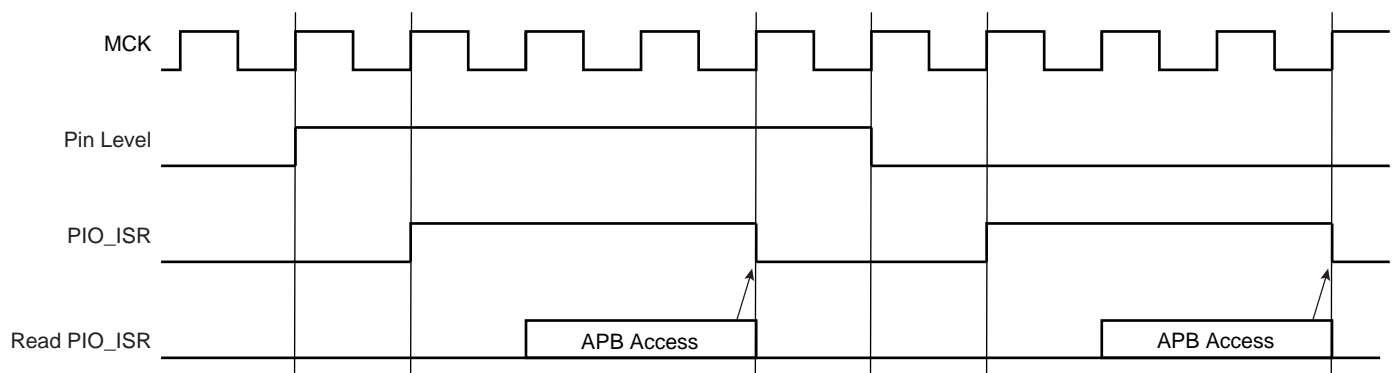 MCK
Pin Level
PIO_ISR
Read PIO_ISR
APB Access
APB Access